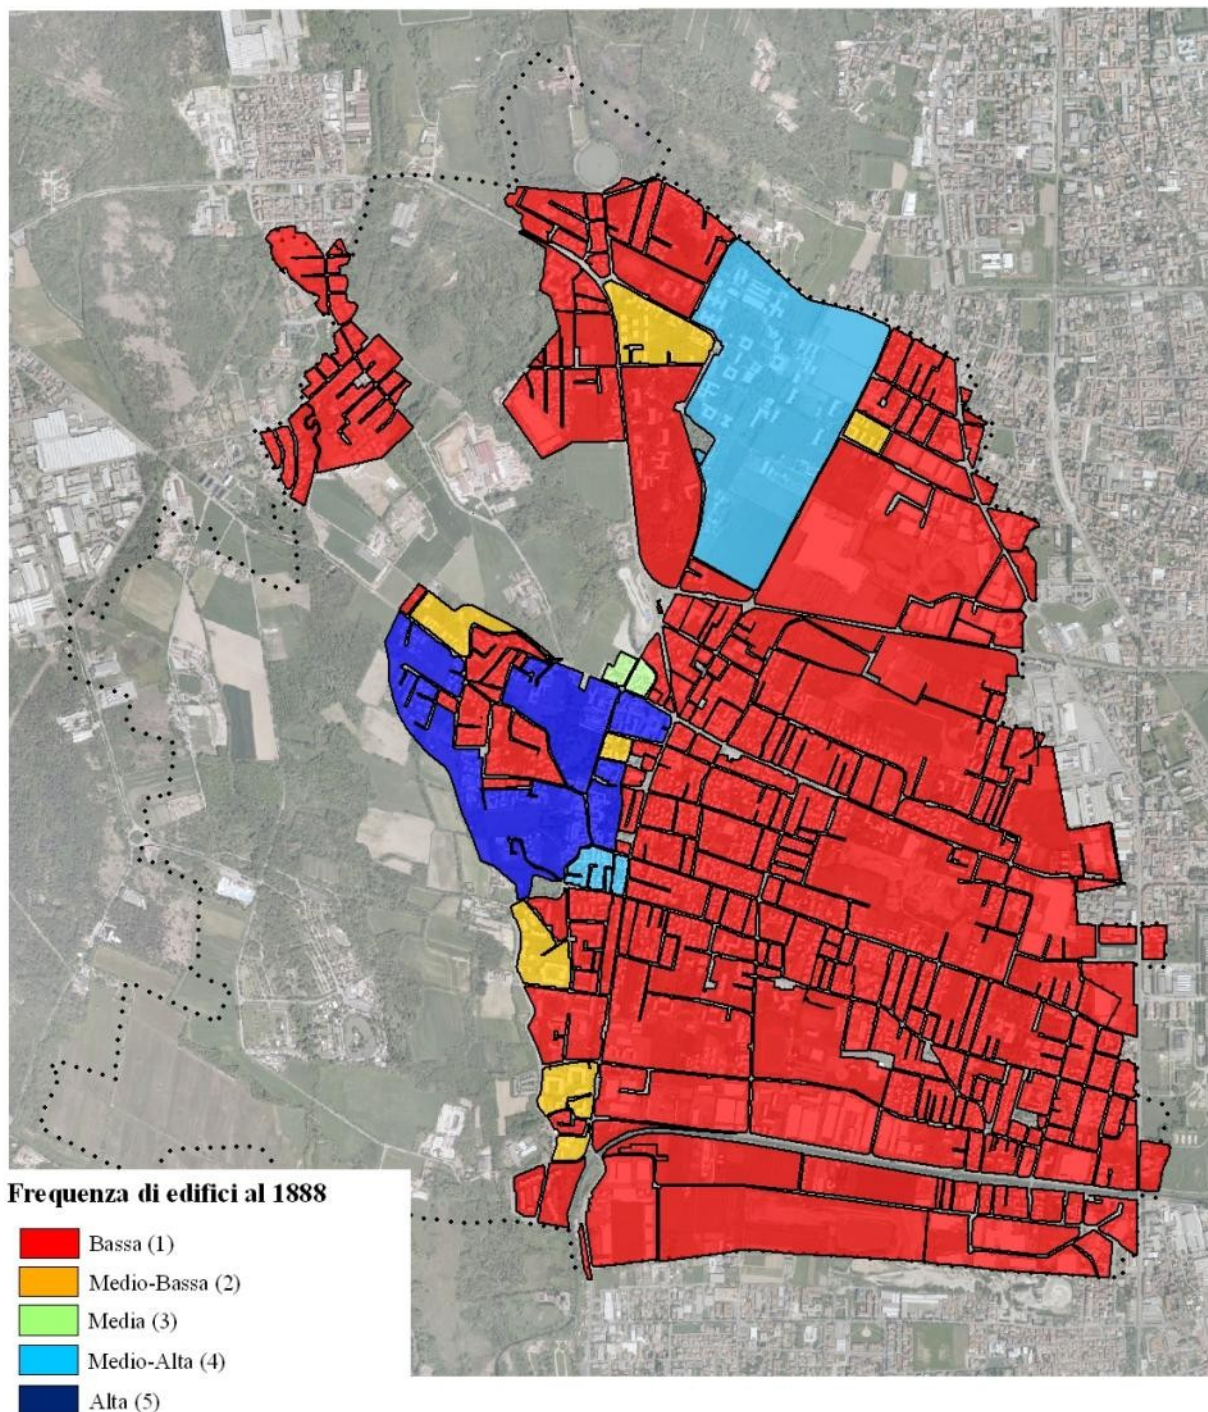 Frequenza di edifici al 1888
Bassa (1)
Medio-Bassa (2)
Media (3)
Medio-Alta (4)
Alta (5)